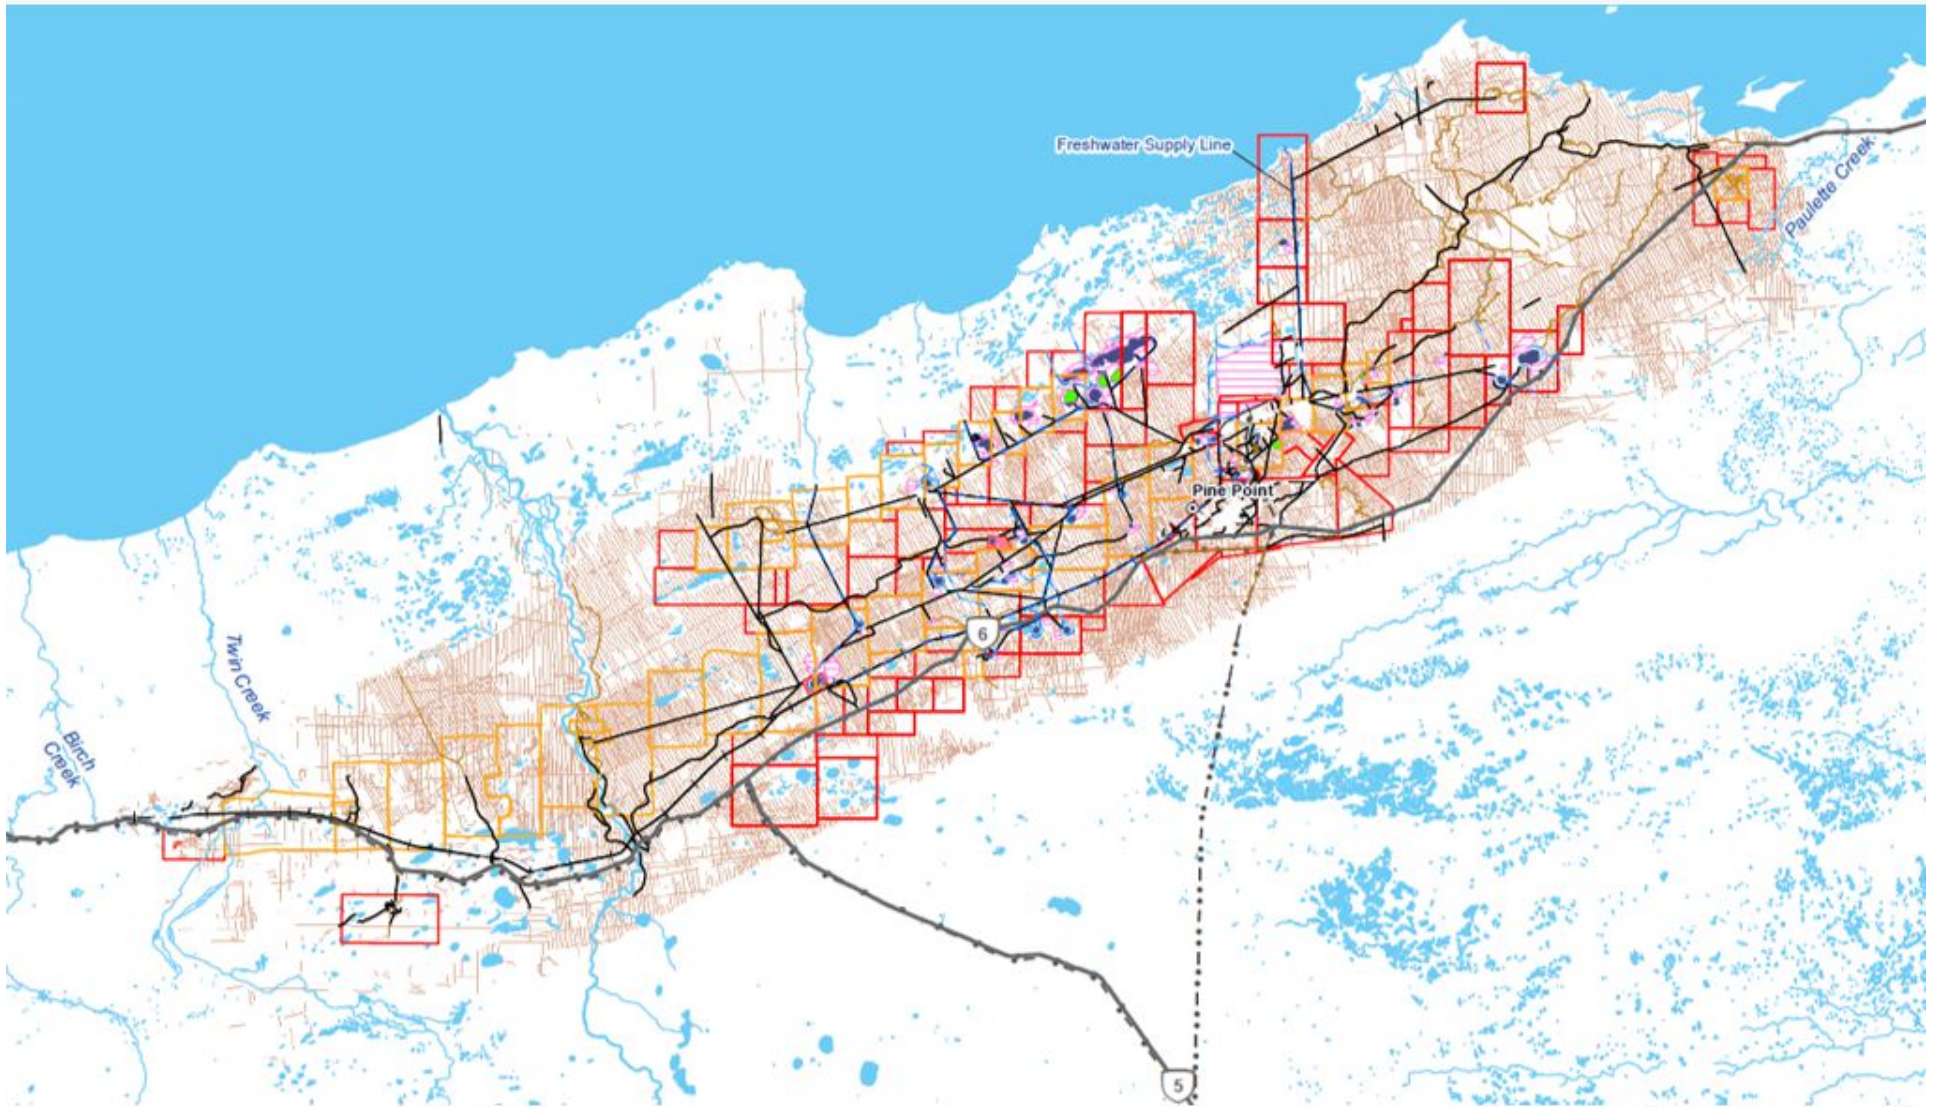 Freshwater Supply Line
Paulette Creek
Pine Point
6
Twin Creek
Birch
Creek
5